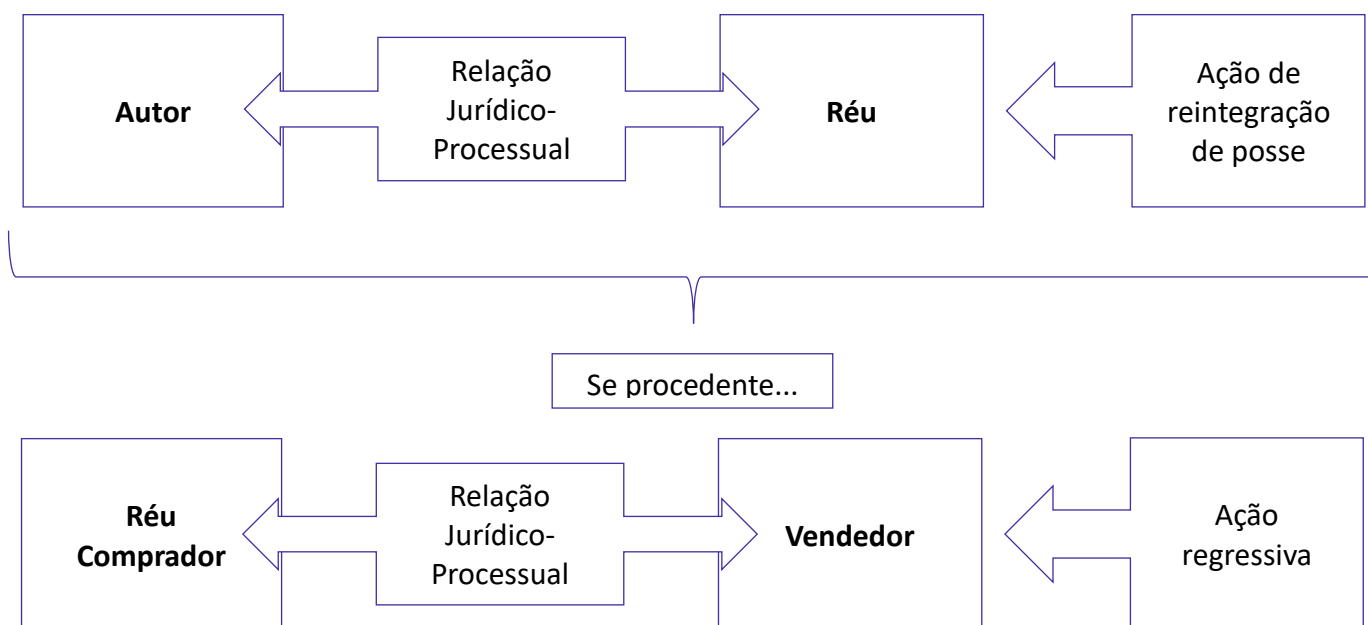 Autor
Relação
Jurídico-
Processual
Réu
Ação de
reintegração
de posse
Se procedente...
Réu
Comprador
Relação
Jurídico-
Processual
Vendedor
Ação
regressiva